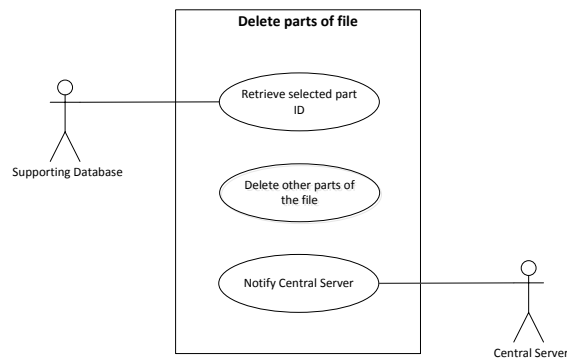 Delete parts of file
Retrieve selected part
ID
Supporting Database
Delete other parts of
the file
Notify Central Server
Central Server